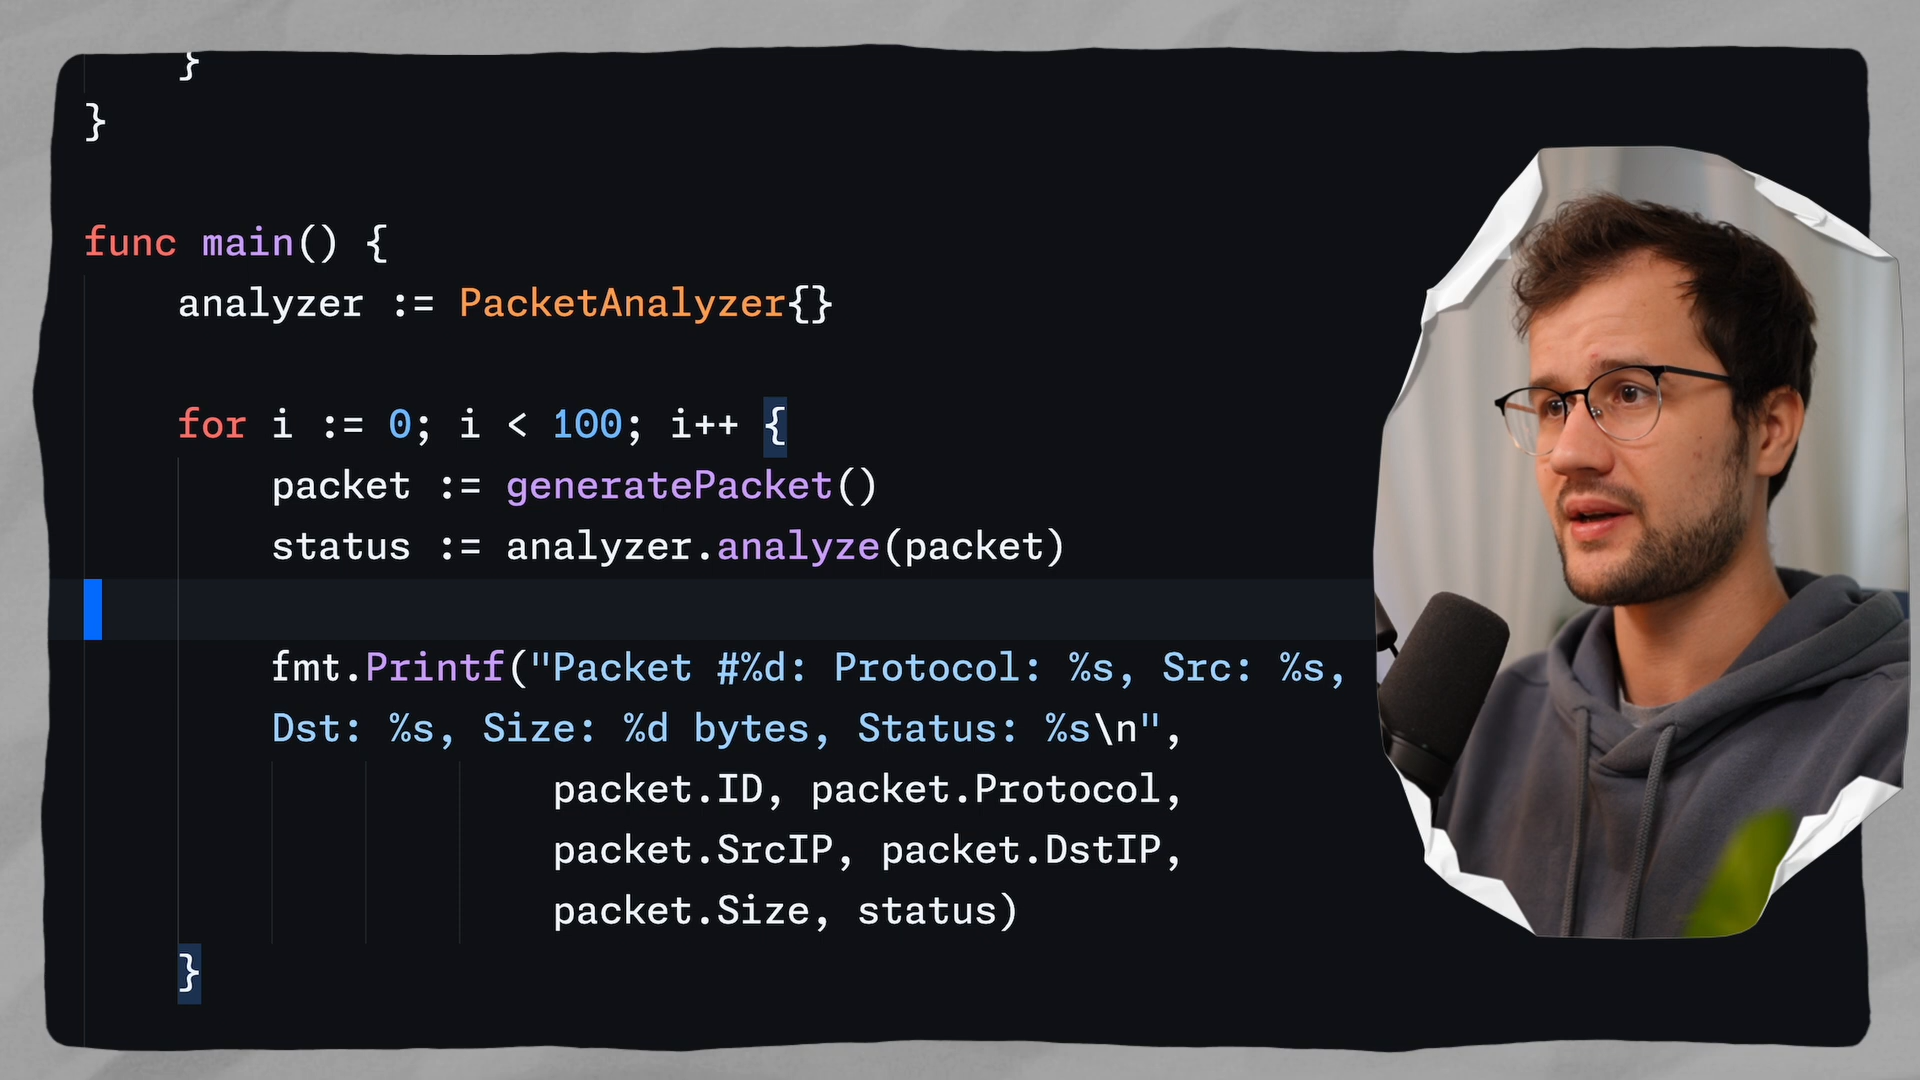 }
}
func main() {
analyzer := PacketAnalyzer{}
for i := 0; i < 100; i++ {
packet := generatePacket()
status := analyzer.analyze(packet)
fmt.Printf("Packet #%d: Protocol: %s, Src: %s,
Dst: %s, Size: %d bytes, Status: %s\n",
packet.ID, packet.Protocol,
packet.SrcIP, packet.DstIP,
packet.Size, status)
}